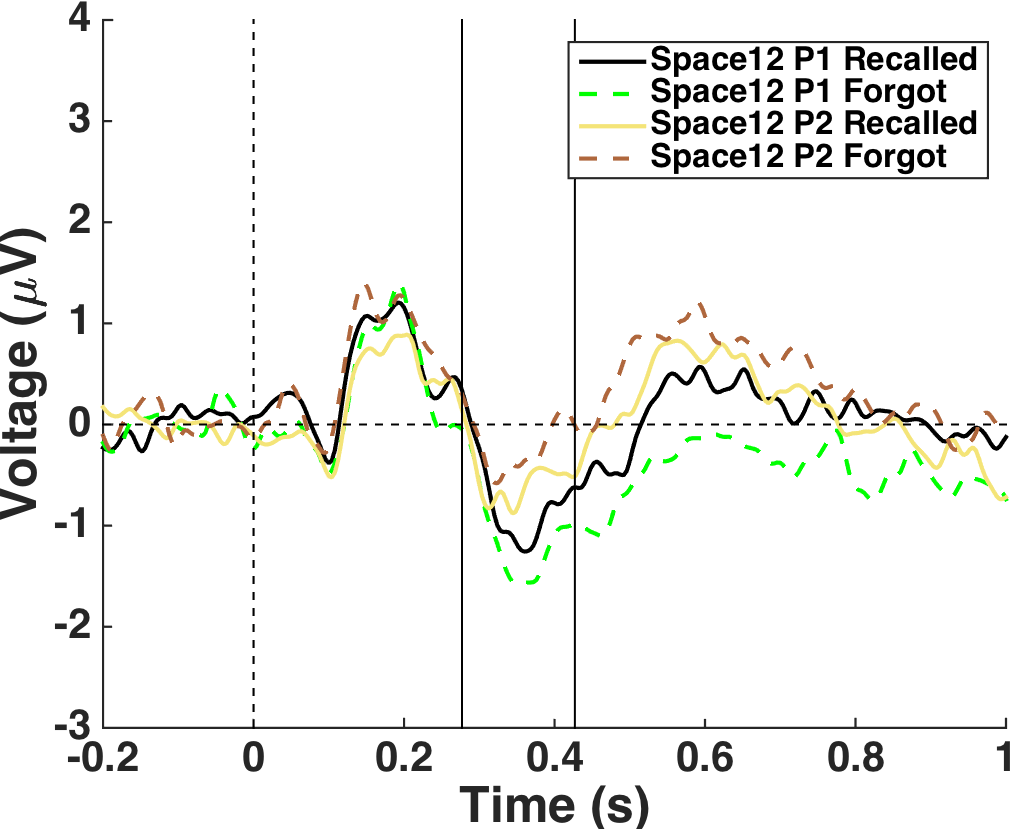 4
3
2
1
0
-1
-2
-3
Voltage (μV)
Space12 P1 Recalled
Space12 P1 Forgot
Space12 P2 Recalled
Space12 P2 Forgot
-0.2 0 0.2 0.4 0.6 0.8 1
Time (s)